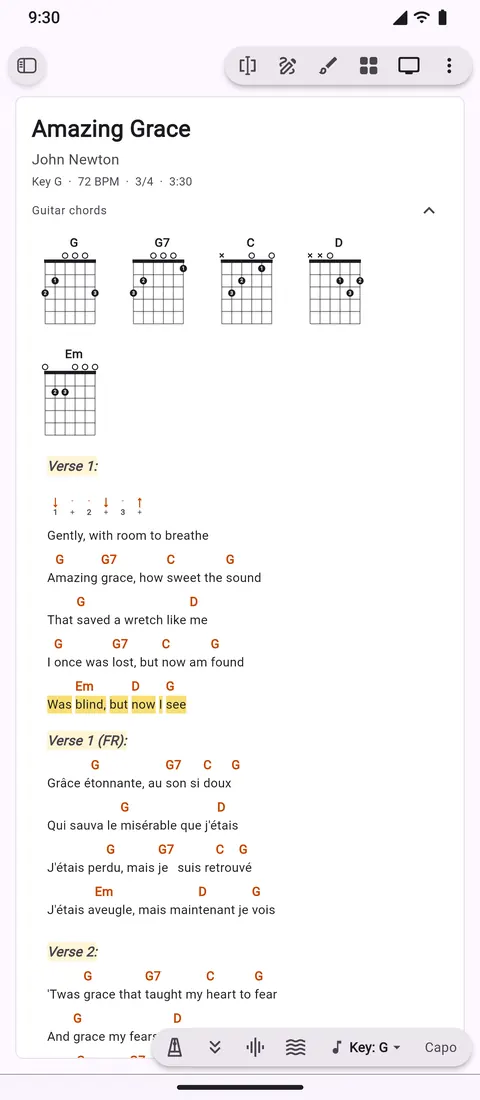 9:30
Amazing Grace
John Newton
Key G · 72 BPM · 3/4 · 3:30
Guitar chords
G G7 C D
Em
Verse 1:
↓ · · ↓ · ↑
1 + 2 + 3 +
Gently, with room to breathe
G G7 C G
Amazing grace, how sweet the sound
G D
That saved a wretch like me
G G7 C G
I once was lost, but now am found
Em D G
Was blind, but now I see
Verse 1 (FR):
G G7 C G
Grâce étonnante, au son si doux
G D
Qui sauva le misérable que j'étais
G G7 C G
J'étais perdu, mais je suis retrouvé
Em D G
J'étais aveugle, mais maintenant je vois
Verse 2:
G G7 C G
'Twas grace that taught my heart to fear
G D
And grace my fears
Key: G
Capo